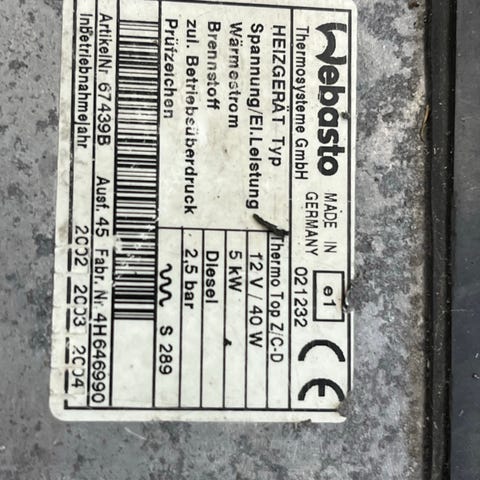 Webasto
Thermosysteme GmbH
MADE IN
GERMANY
e1
021232
CE
HEIZGERÄT Typ Thermo Top Z/C-D
Spannung/El.Leistung 12 V / 40 W
Wärmestrom 5 kW
Brennstoff Diesel
zul. Betriebsüberdruck 2,5 bar
Prüfzeichen S 289
ArtikelNr 67439B Ausf. 45 Fabr. Nr. 4H646990
Inbetriebnahmejahr 2002 2003 2004